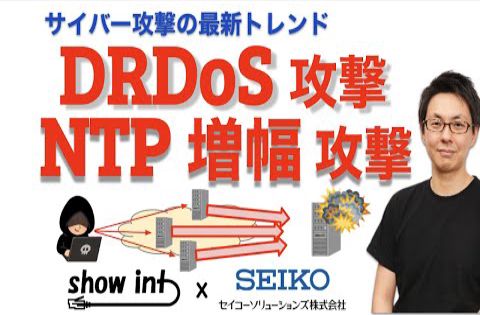 サイバー攻撃の最新トレンド
DRDoS 攻撃
NTP 増幅 攻撃
show int x SEIKO
セイコーソリューションズ株式会社